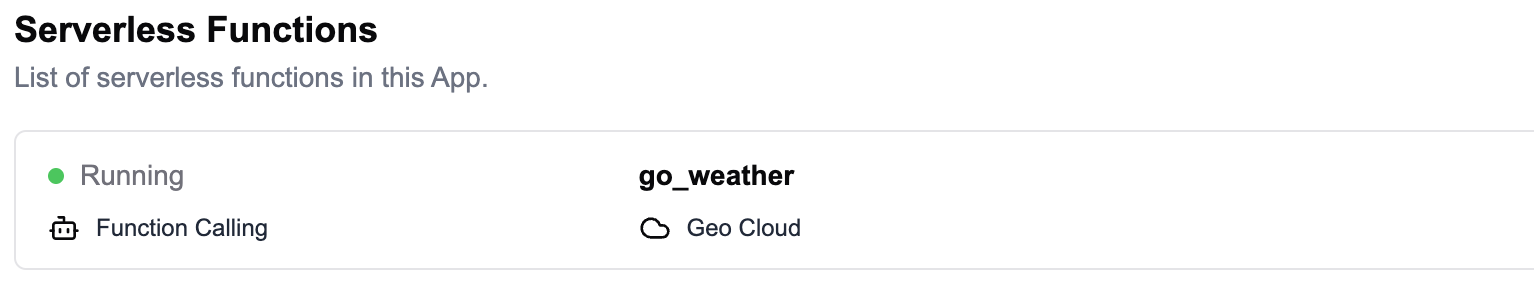 Serverless Functions
List of serverless functions in this App.
Running
go_weather
Function Calling
Geo Cloud